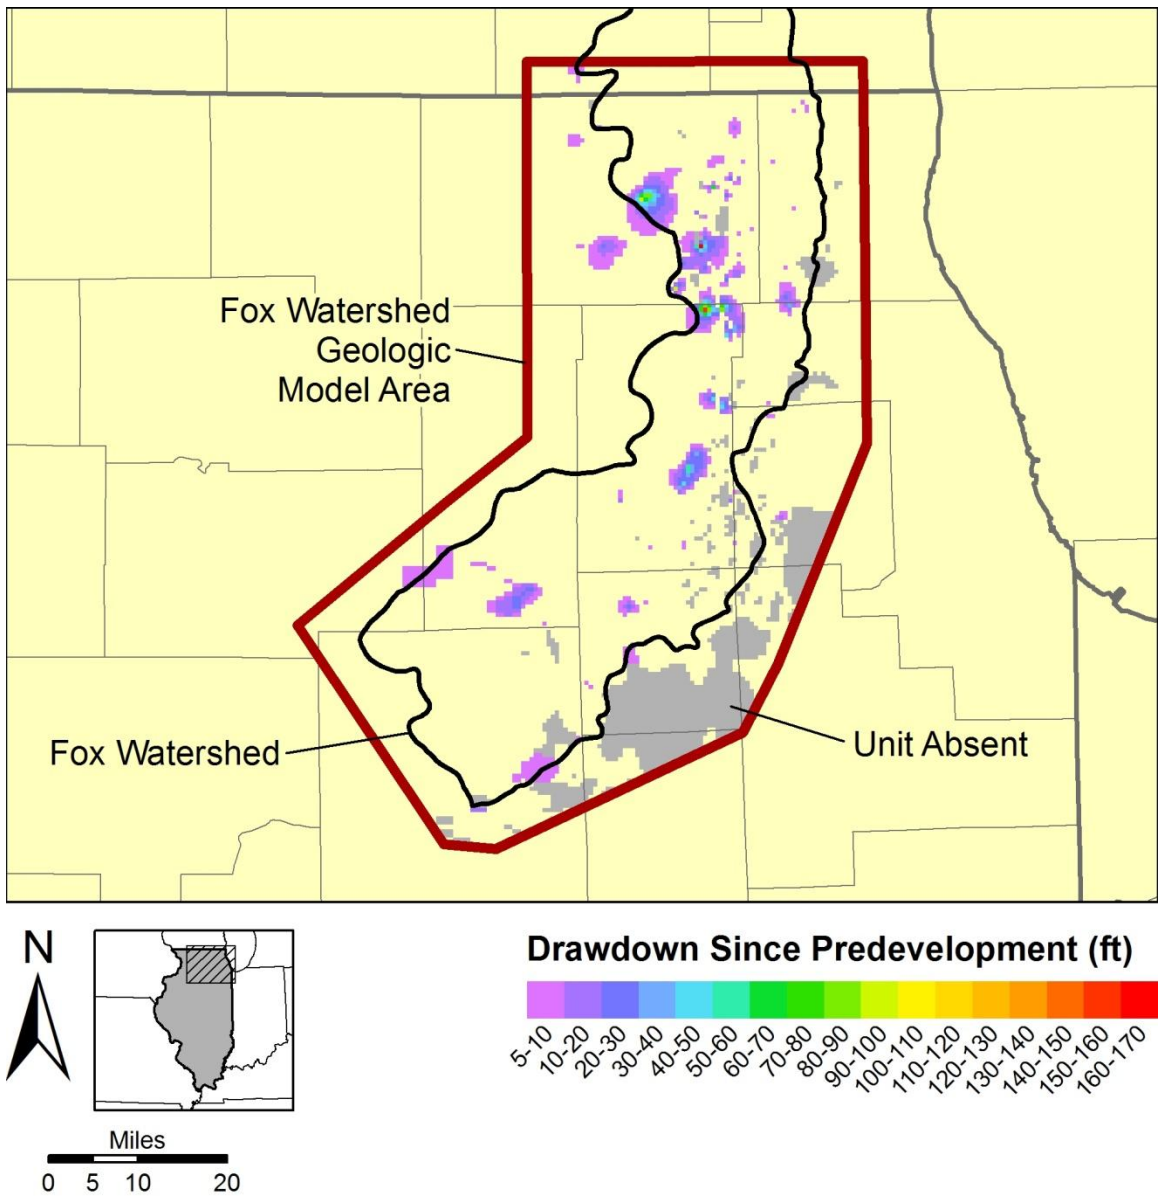 Fox Watershed
Geologic
Model Area
Fox Watershed
Unit Absent
N
Miles
0 5 10 20
Drawdown Since Predevelopment (ft)
5-10
10-20
20-30
30-40
40-50
50-60
60-70
70-80
80-90
90-100
100-110
110-120
120-130
130-140
140-150
150-160
160-170